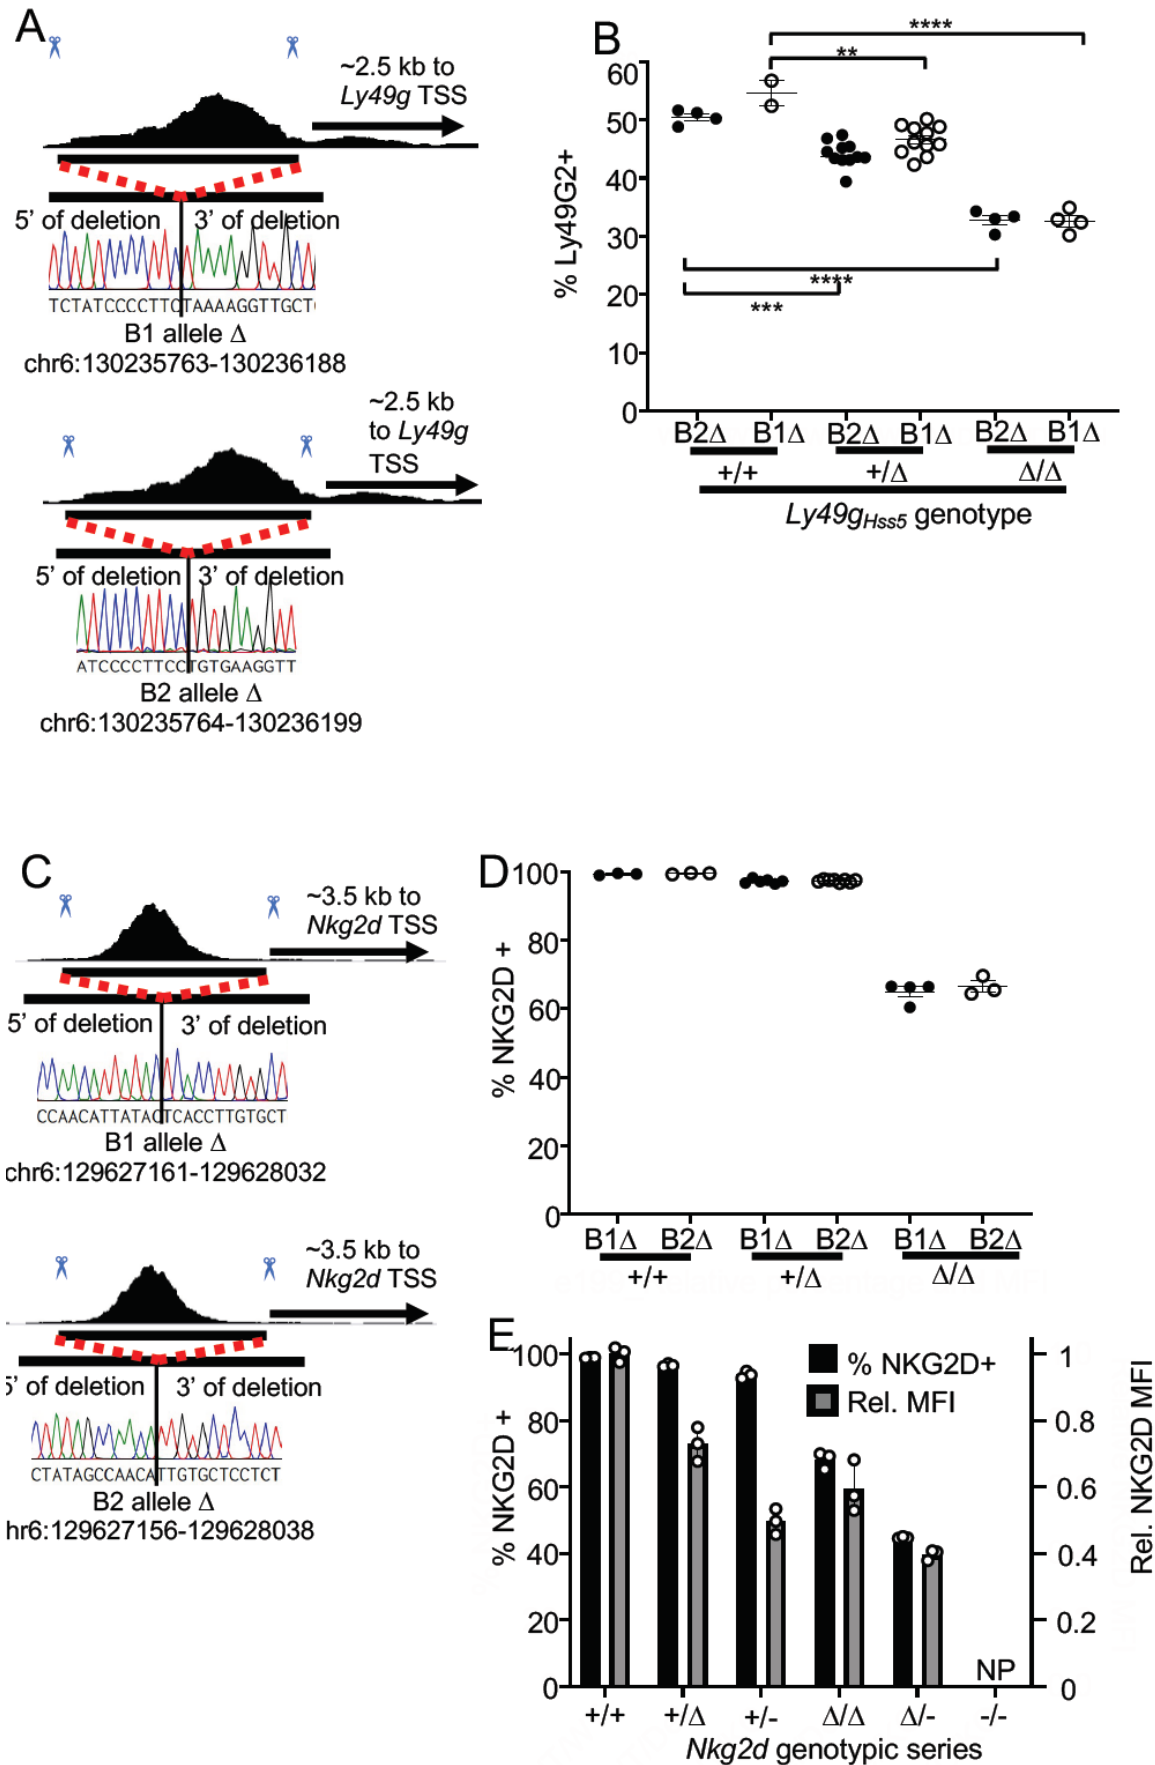 A
~2.5 kb to
Ly49g TSS
5’ of deletion 3’ of deletion
TCTATCCCCTTCTAAAAGGTTGCT
B1 allele Δ
chr6:130235763-130236188
~2.5 kb
to Ly49g
TSS
5’ of deletion 3’ of deletion
ATCCCCTTCCTGTGAAGGTT
B2 allele Δ
chr6:130235764-130236199
B
****
**
% Ly49G2+
60
50
40
30
20
10
0
****
***
B2Δ B1Δ B2Δ B1Δ B2Δ B1Δ
+/+ +/Δ Δ/Δ
Ly49gHss5 genotype
C
~3.5 kb to
Nkg2d TSS
5’ of deletion 3’ of deletion
CCAACATTATACTCACCTTGTGCT
B1 allele Δ
chr6:129627161-129628032
~3.5 kb to
Nkg2d TSS
5’ of deletion 3’ of deletion
CTATAGCCAACATTGTGCTCCTCT
B2 allele Δ
hr6:129627156-129628038
D
% NKG2D +
100
80
60
40
20
0
B1Δ B2Δ B1Δ B2Δ B1Δ B2Δ
+/+ +/Δ Δ/Δ
E
% NKG2D +
100
80
60
40
20
0
% NKG2D+
Rel. MFI
NP
1
0.8
0.6
0.4
0.2
0
Rel. NKG2D MFI
+/+ +/Δ +/- Δ/Δ Δ/- -/-
Nkg2d genotypic series